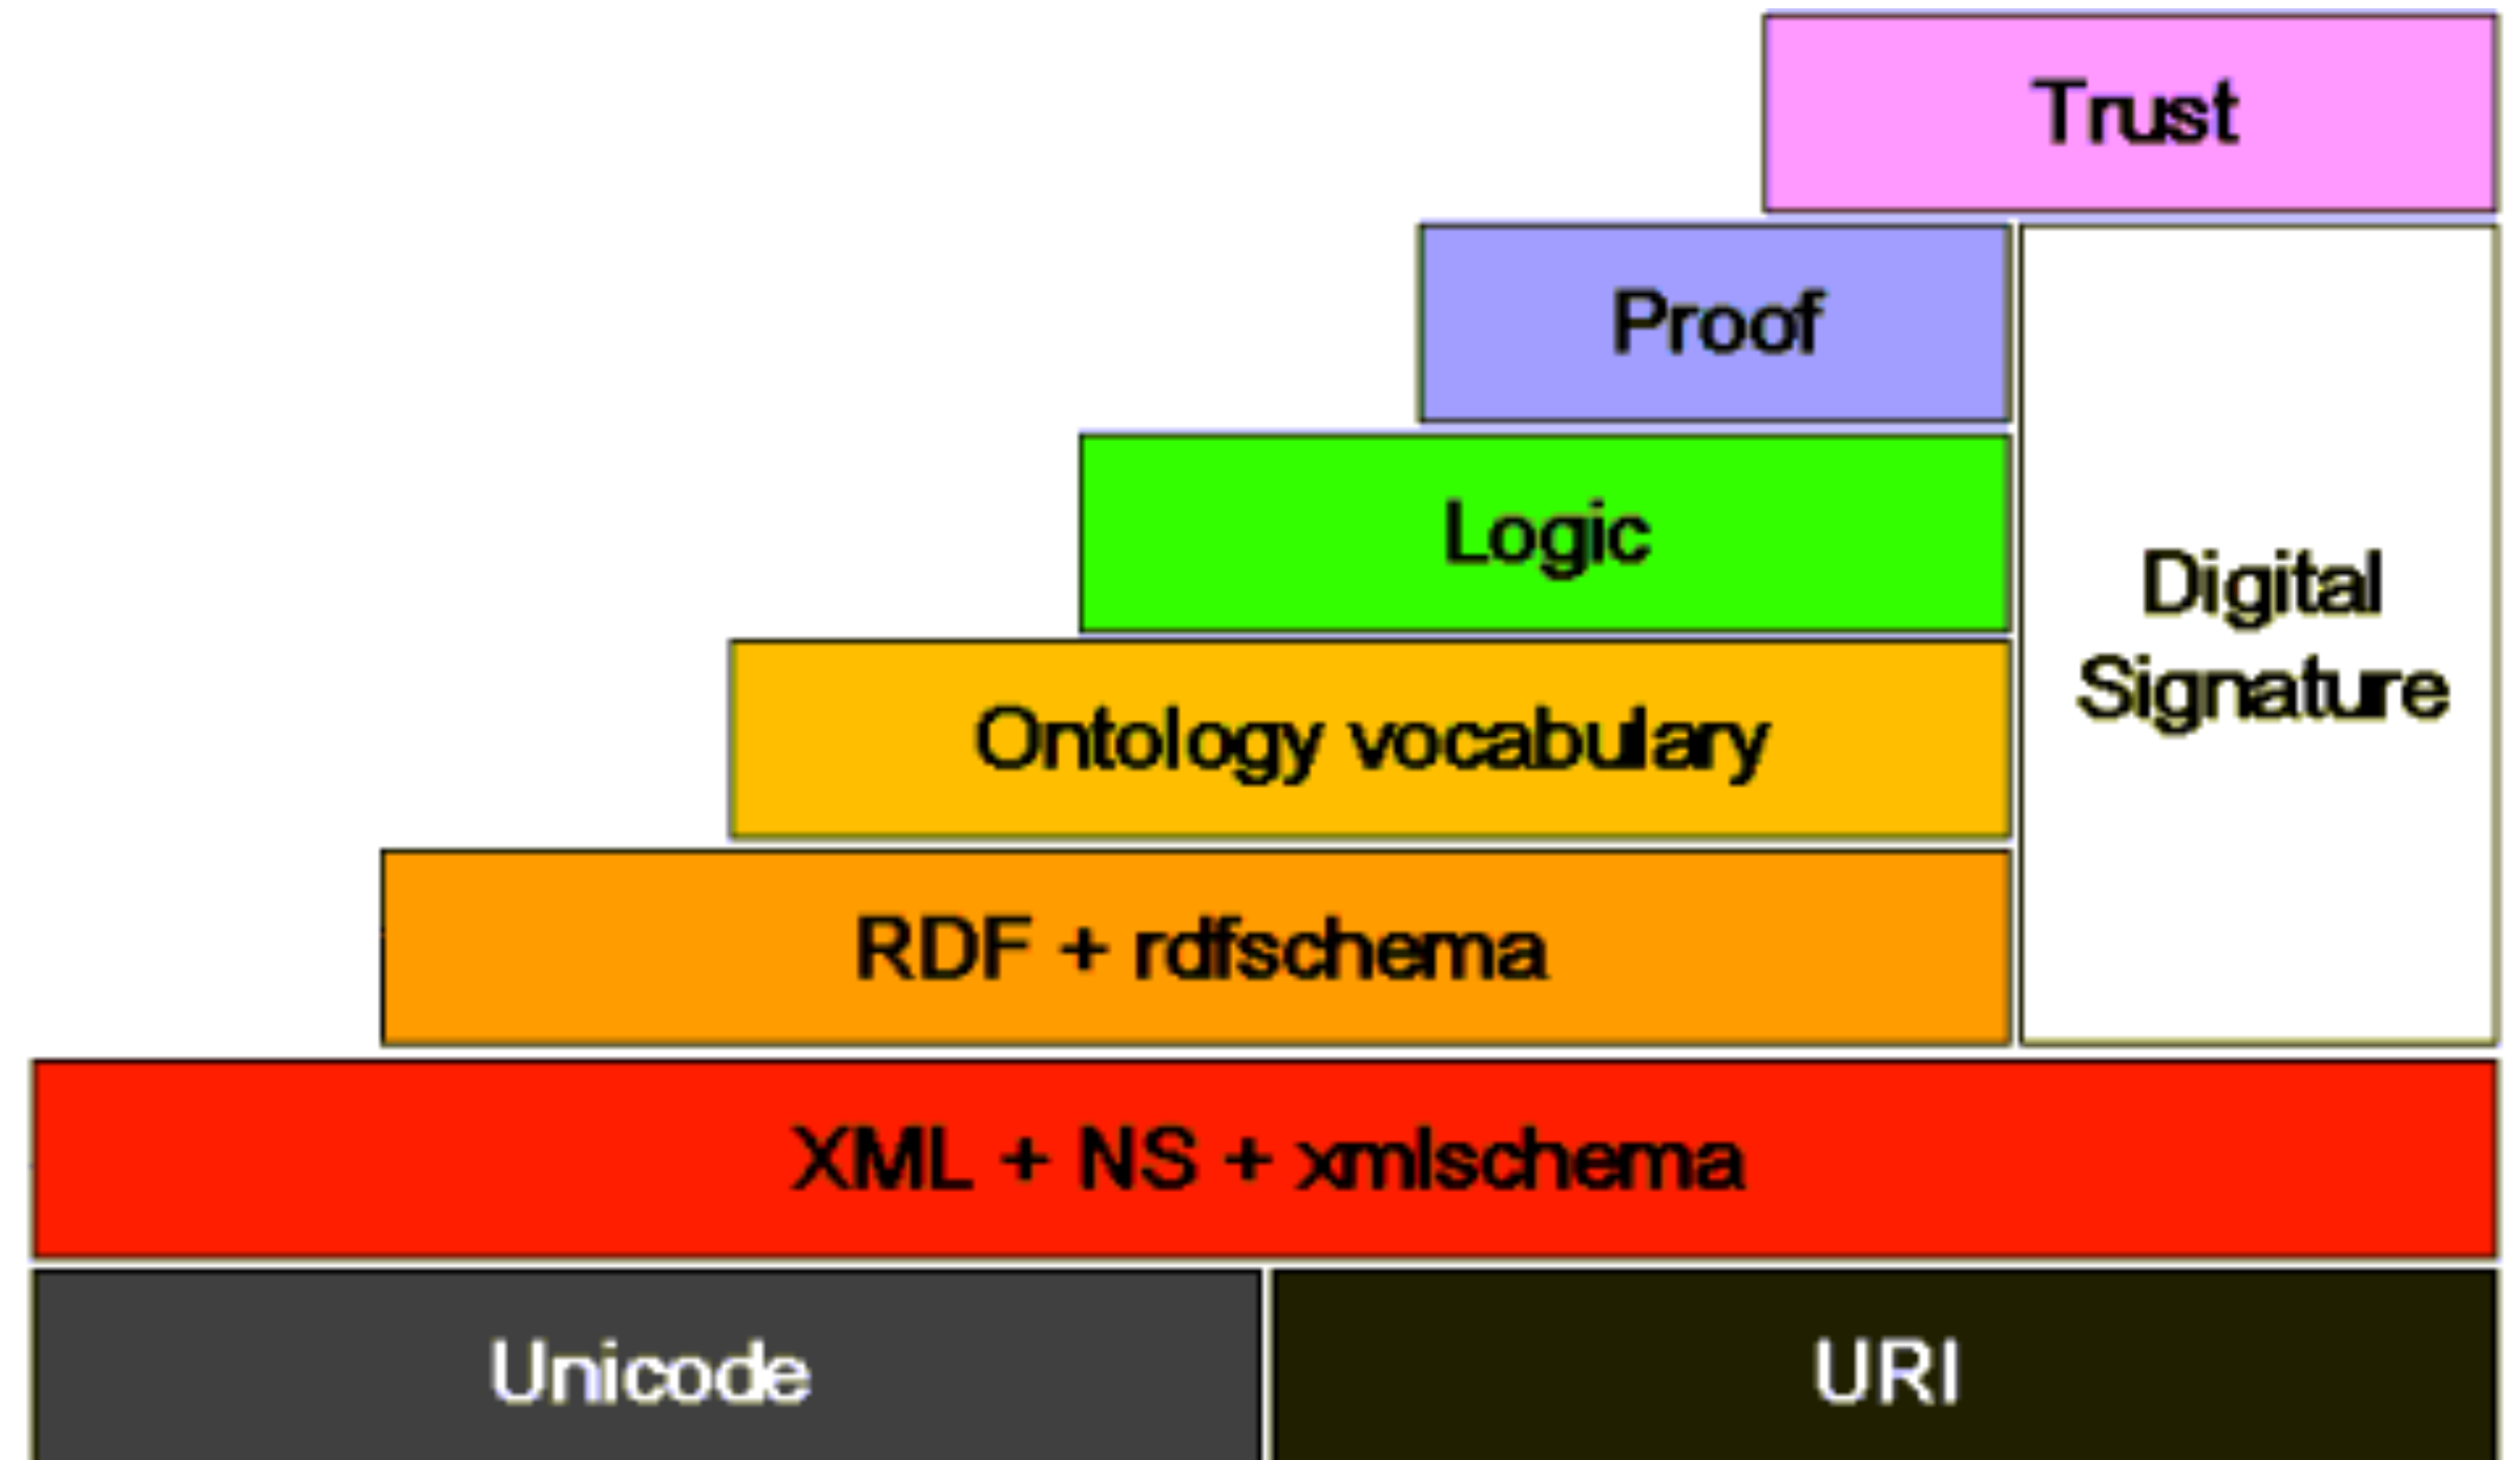 Trust
Proof
Logic
Digital
Signature
Ontology vocabulary
RDF + rdfschema
XML + NS + xmlschema
Unicode
URI